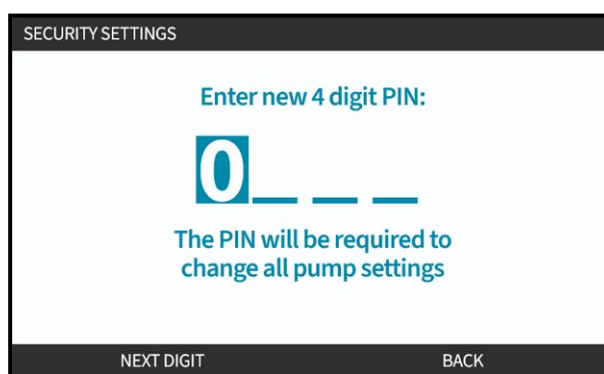 SECURITY SETTINGS
Enter new 4 digit PIN:
0_ _ _
The PIN will be required to
change all pump settings
NEXT DIGIT BACK